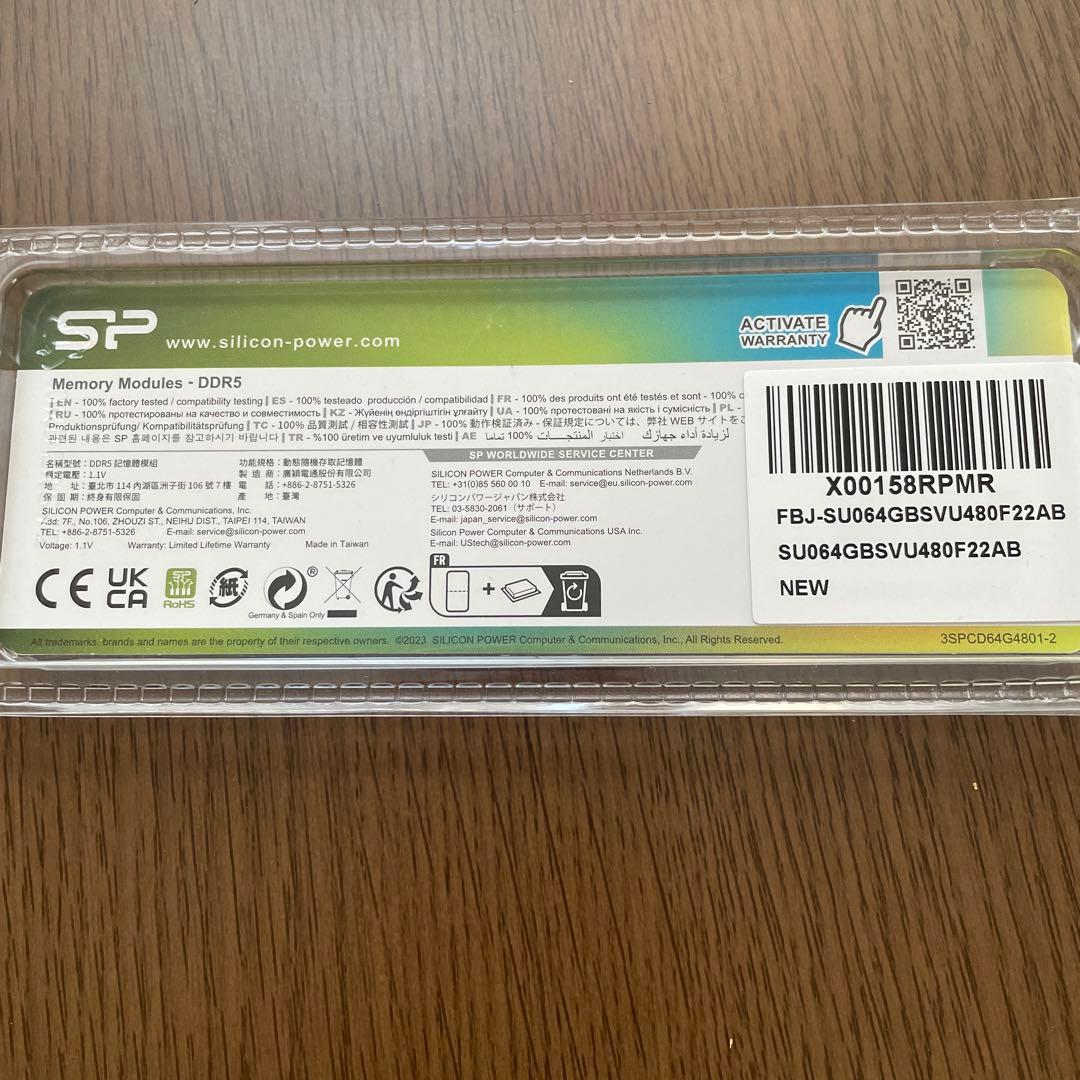 SP www.silicon-power.com
ACTIVATE
WARRANTY
Memory Modules - DDR5
EN - 100% factory tested / compatibility testing | ES - 100% testeado producción / compatibilidad | FR - 100% des produits ont été testés et sont - 100%
RU - 100% протестированы на качество и совместимость | KZ - Жүйенің өндіргіштігін ұлғайту | UA - 100% протестовані на якість і сумісність | PL -
Produktionsprüfung/ Kompatibilitätsprüfung | TC - 100% 品質測試 / 相容性測試 | JP - 100% 動作検証済み - 保証規定については、弊社 WEB サイトをご
관련된 내용은 SP 홈페이지를 참고하시기 바랍니다 | TR - %100 üretim ve uyumluluk testi | AE لزيادة أداء جهازك اختبار المنتجات 100% تماما
名稱型號：DDR5 記憶體模組
功能規格：動態隨機存取記憶體
額定電壓：1.1V
製 造 商：廣穎電通股份有限公司
地 址：臺北市 114 內湖區洲子街 106 號 7 樓
電 話：+886-2-8751-5326
保 固 期：終身有限保固
產 地：臺灣
SILICON POWER Computer & Communications, Inc.
Add: 7F., No.106, ZHOUZI ST., NEIHU DIST., TAIPEI 114, TAIWAN
TEL: +886-2-8751-5326 E-mail: service@silicon-power.com
Voltage: 1.1V Warranty: Limited Lifetime Warranty Made in Taiwan
SP WORLDWIDE SERVICE CENTER
SILICON POWER Computer & Communications Netherlands B.V.
TEL: +31(0)85 560 00 10 E-mail: service@eu.silicon-power.com
シリコンパワージャパン株式会社
TEL: 03-5830-2061（サポート）
E-mail: japan_service@silicon-power.com
Silicon Power Computer & Communications USA Inc.
E-mail: UStech@silicon-power.com
CE
UK
CA
SP
RoHS
紙
®
Germany & Spain Only
FR
+
X00158RPMR
FBJ-SU064GBSVU480F22AB
SU064GBSVU480F22AB
NEW
All trademarks brands and names are the property of their respective owners. ©2023 SILICON POWER Computer & Communications, Inc., All Rights Reserved.
3SPCD64G4801-2